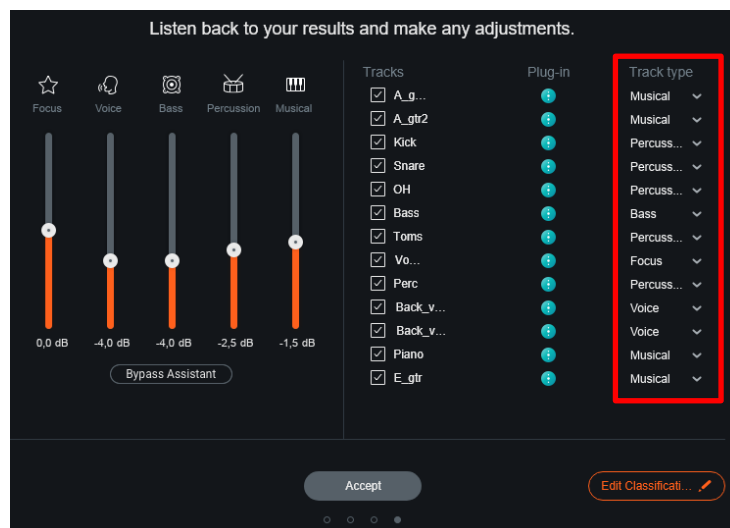 Listen back to your results and make any adjustments.
Focus Voice Bass Percussion Musical
0,0 dB -4,0 dB -4,0 dB -2,5 dB -1,5 dB
Bypass Assistant
Tracks Plug-in Track type
A_g... Musical
A_gtr2 Musical
Kick Percuss...
Snare Percuss...
OH Percuss...
Bass Bass
Toms Percuss...
Vo... Focus
Perc Percuss...
Back_v... Voice
Back_v... Voice
Piano Musical
E_gtr Musical
Accept
Edit Classificati...